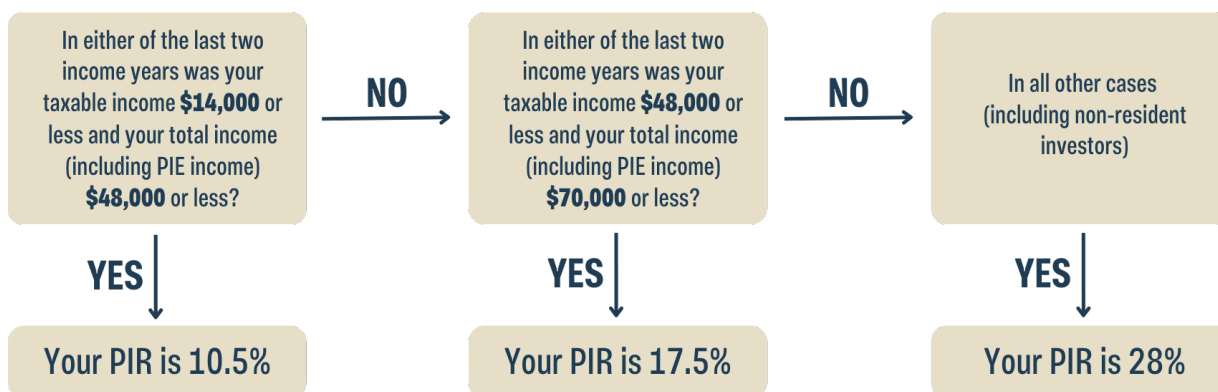 In either of the last two
income years was your
taxable income $14,000 or
less and your total income
(including PIE income)
$48,000 or less?
NO
In either of the last two
income years was your
taxable income $48,000 or
less and your total income
(including PIE income)
$70,000 or less?
NO
In all other cases
(including non-resident
investors)
YES
YES
YES
Your PIR is 10.5%
Your PIR is 17.5%
Your PIR is 28%